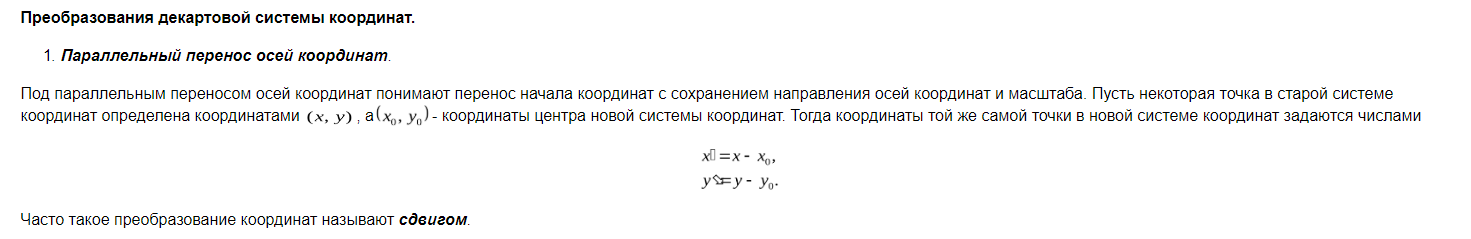 Преобразования декартовой системы координат.
1. Параллельный перенос осей координат.
Под параллельным переносом осей координат понимают перенос начала координат с сохранением направления осей координат и масштаба. Пусть некоторая точка в старой системе
координат определена координатами (x, y) , а(x₀, y₀)- координаты центра новой системы координат. Тогда координаты той же самой точки в новой системе координат задаются числами
x = x - x₀,
y = y - y₀.
Часто такое преобразование координат называют сдвигом.